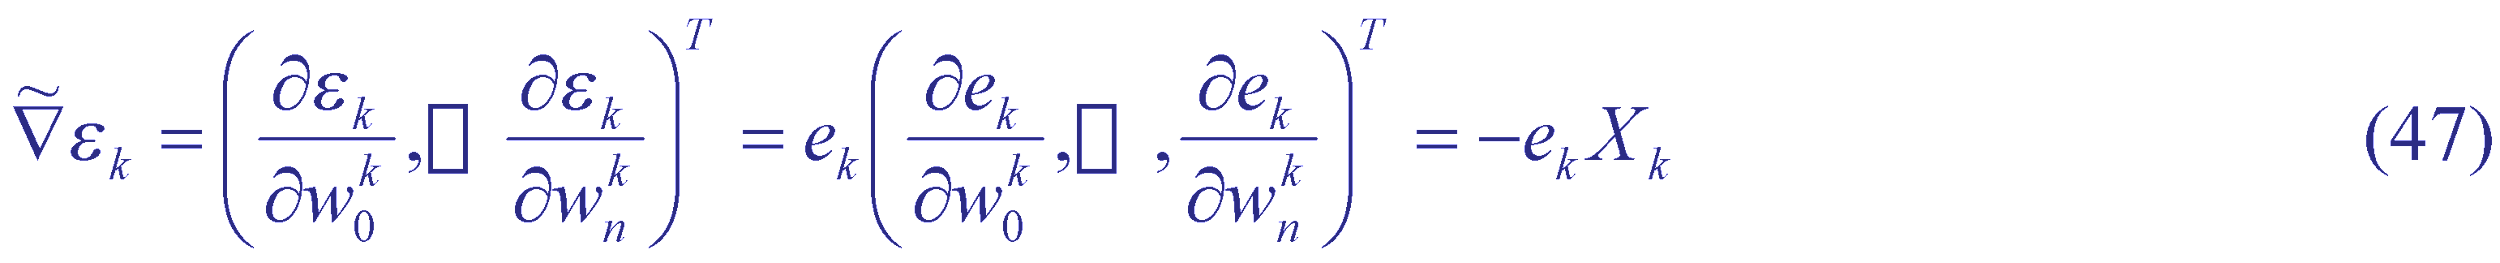 ∇̃ε_k = (∂ε_k/∂w_0^k, □ ∂ε_k/∂w_n^k)^T = e_k(∂e_k/∂w_0^k, □ , ∂e_k/∂w_n^k)^T = −e_k X_k (47)